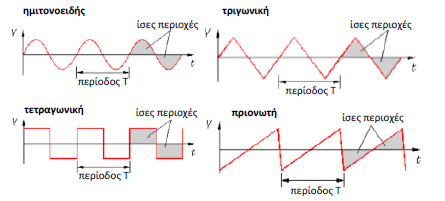 ημιτονοειδής
V
ίσες περιοχές
t
περίοδος T
τριγωνική
V
ίσες περιοχές
t
περίοδος T
τετραγωνική
V
ίσες περιοχές
t
περίοδος T
πριονωτή
V
ίσες περιοχές
t
περίοδος T